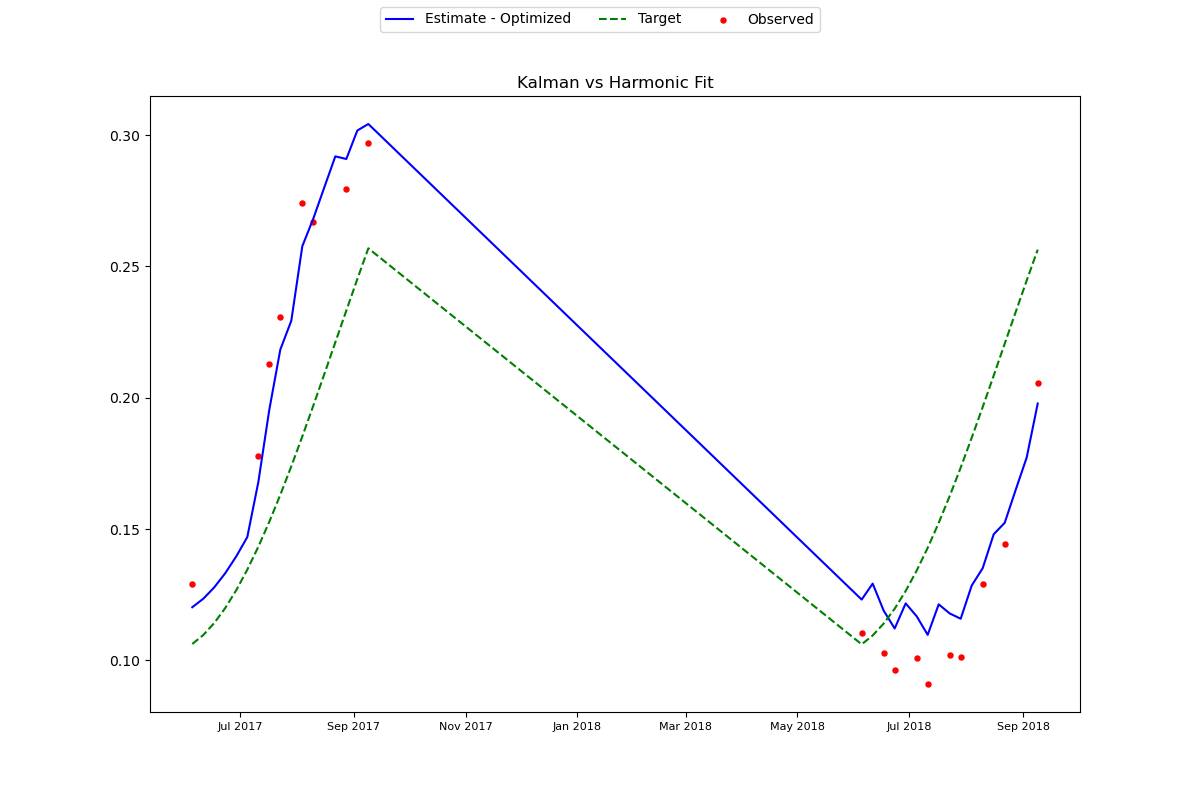 Estimate - Optimized Target Observed
Kalman vs Harmonic Fit
0.30
0.25
0.20
0.15
0.10
Jul 2017 Sep 2017 Nov 2017 Jan 2018 Mar 2018 May 2018 Jul 2018 Sep 2018